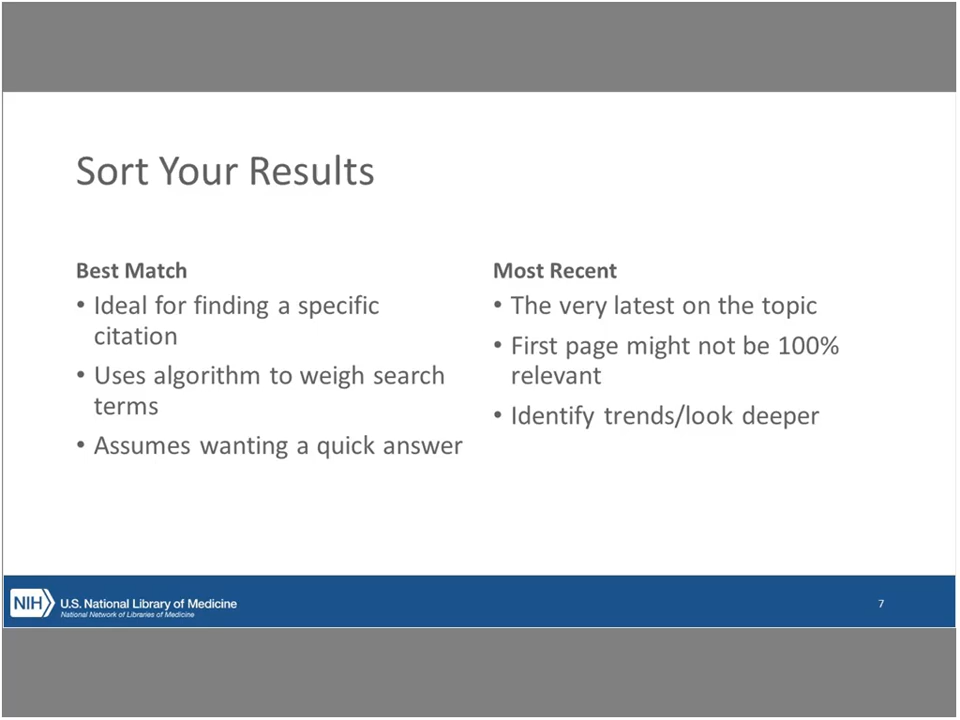 Sort Your Results
Best Match
• Ideal for finding a specific
citation
• Uses algorithm to weigh search
terms
• Assumes wanting a quick answer
Most Recent
• The very latest on the topic
• First page might not be 100%
relevant
• Identify trends/look deeper
NIH U.S. National Library of Medicine
National Network of Libraries of Medicine
7